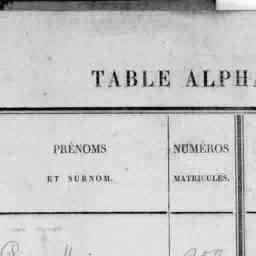 TABLE ALPHA
PRÉNOMS
ET SURNOM.
NUMÉROS
MATRICULES.